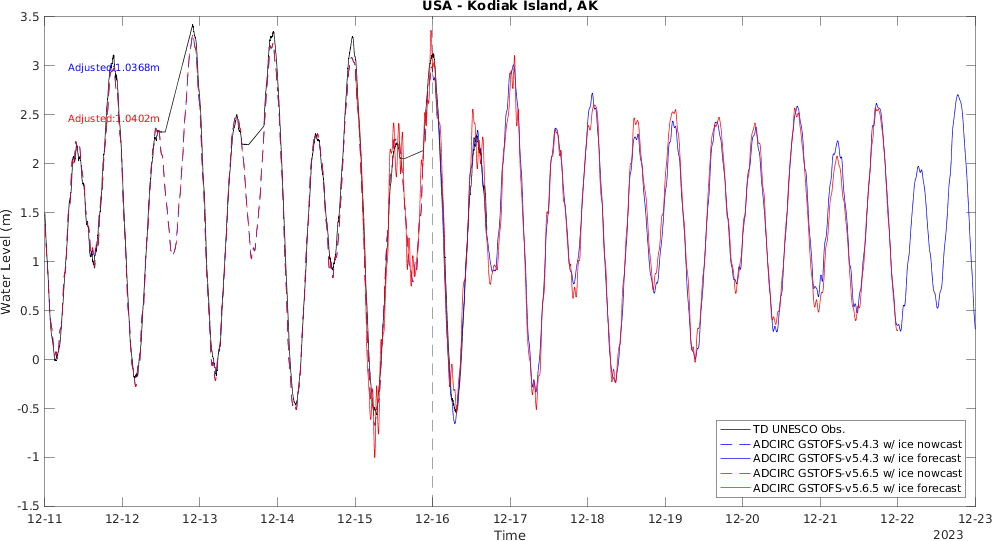 USA - Kodiak Island, AK
3.5
3
2.5
2
1.5
1
0.5
0
-0.5
-1
-1.5
Water Level (m)
Adjusted:1.0368m
Adjusted:1.0402m
TD UNESCO Obs.
ADCIRC GSTOFS-v5.4.3 w/ ice nowcast
ADCIRC GSTOFS-v5.4.3 w/ ice forecast
ADCIRC GSTOFS-v5.6.5 w/ ice nowcast
ADCIRC GSTOFS-v5.6.5 w/ ice forecast
12-11 12-12 12-13 12-14 12-15 12-16 12-17 12-18 12-19 12-20 12-21 12-22 12-23
Time
2023